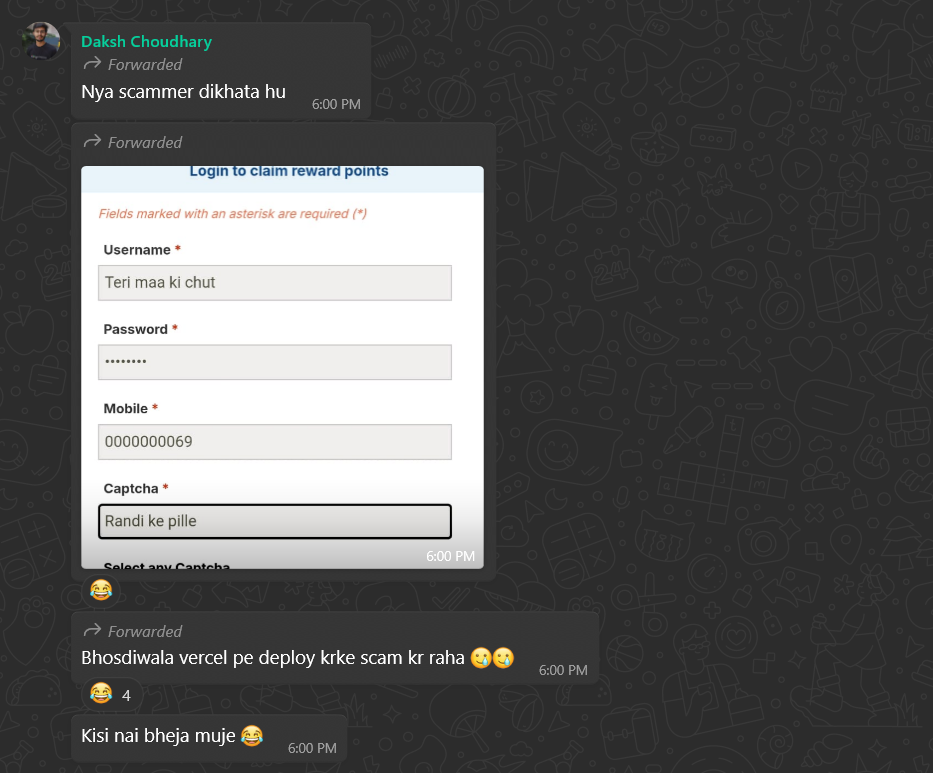 Daksh Choudhary
Forwarded
Nya scammer dikhata hu
6:00 PM
Forwarded
Login to claim reward points
Fields marked with an asterisk are required (*)
Username *
Teri maa ki chut
Password *
••••••••
Mobile *
0000000069
Captcha *
Randi ke pille
6:00 PM
Select any Captcha
😂
Forwarded
Bhosdiwala vercel pe deploy krke scam kr raha 🥲🥲
6:00 PM
😂 4
Kisi nai bheja muje 😂
6:00 PM